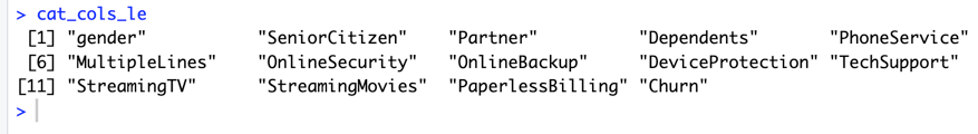 > cat_cols_le
[1] "gender" "SeniorCitizen" "Partner" "Dependents" "PhoneService"
[6] "MultipleLines" "OnlineSecurity" "OnlineBackup" "DeviceProtection" "TechSupport"
[11] "StreamingTV" "StreamingMovies" "PaperlessBilling" "Churn"
>